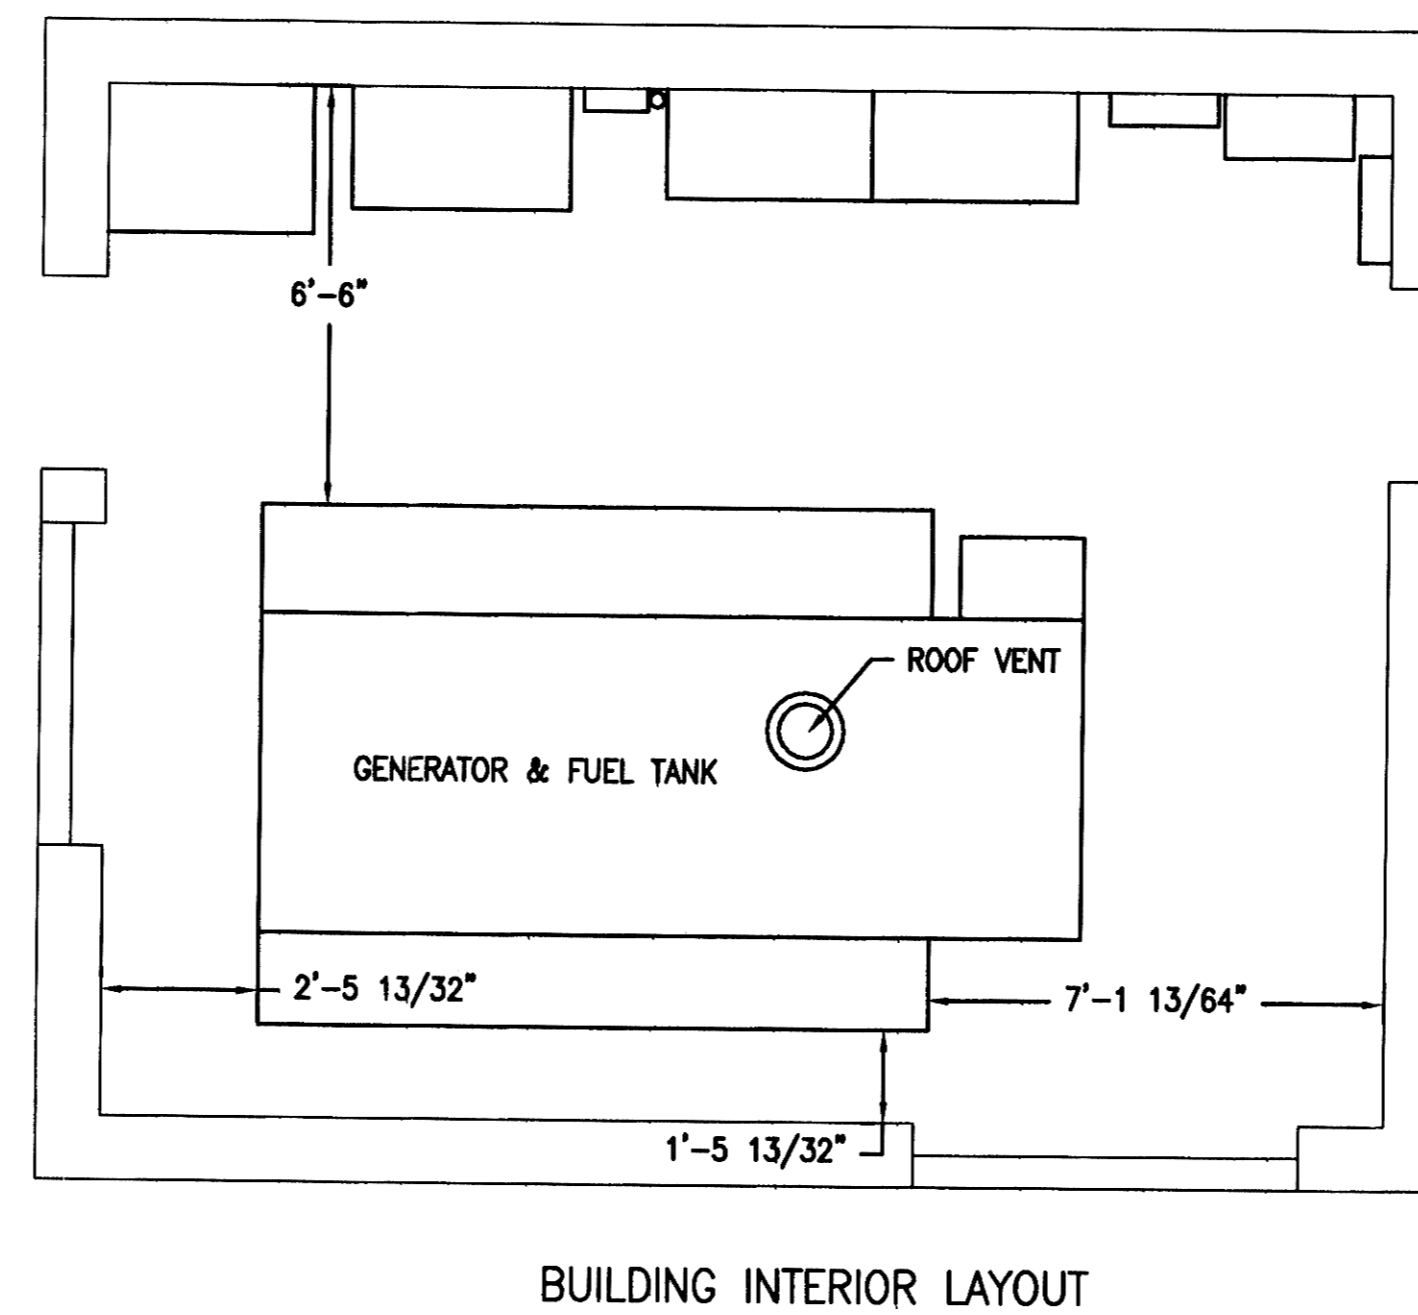 6'-6"
ROOF VENT
GENERATOR & FUEL TANK
2'-5 13/32"
7'-1 13/64"
1'-5 13/32"
BUILDING INTERIOR LAYOUT